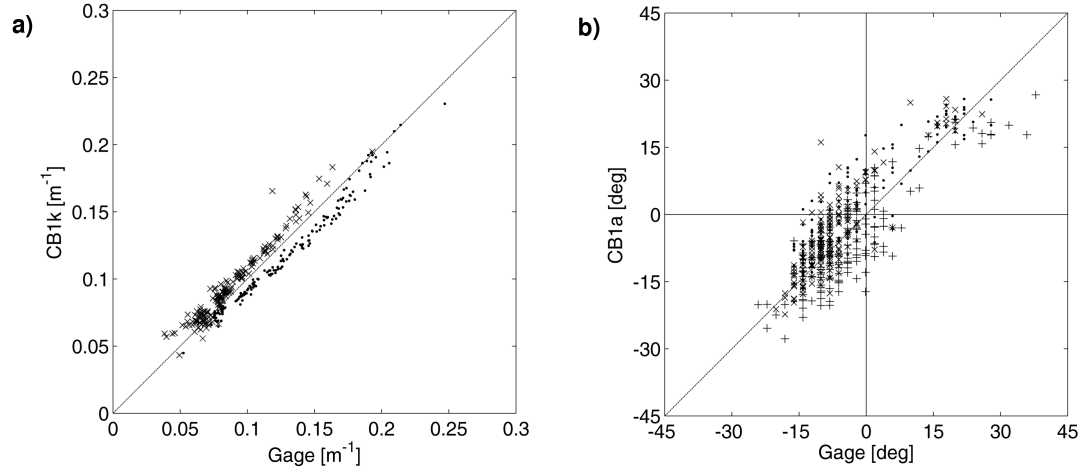 a)
0.3
0.25
0.2
0.15
0.1
0.05
0
CB1k [m⁻¹]
0 0.05 0.1 0.15 0.2 0.25 0.3
Gage [m⁻¹]
b)
45
30
15
0
-15
-30
-45
CB1a [deg]
-45 -30 -15 0 15 30 45
Gage [deg]